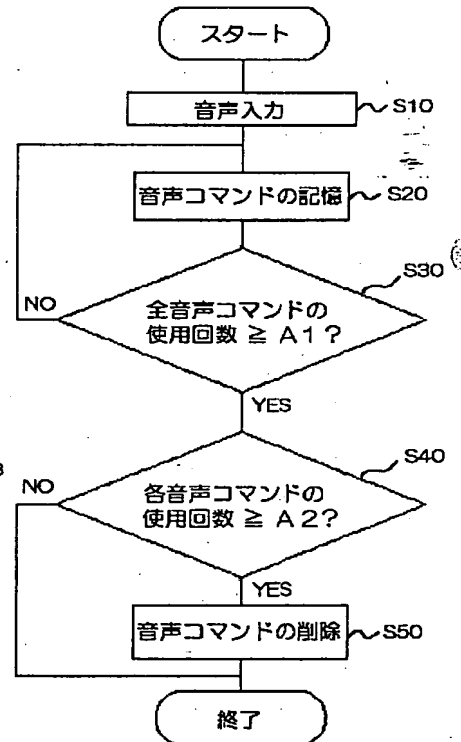 スタート
音声入力
S10
音声コマンドの記憶
S20
S30
全音声コマンドの
使用回数 ≧ A1?
NO
YES
S40
各音声コマンドの
使用回数 ≧ A2?
NO
YES
音声コマンドの削除
S50
終了